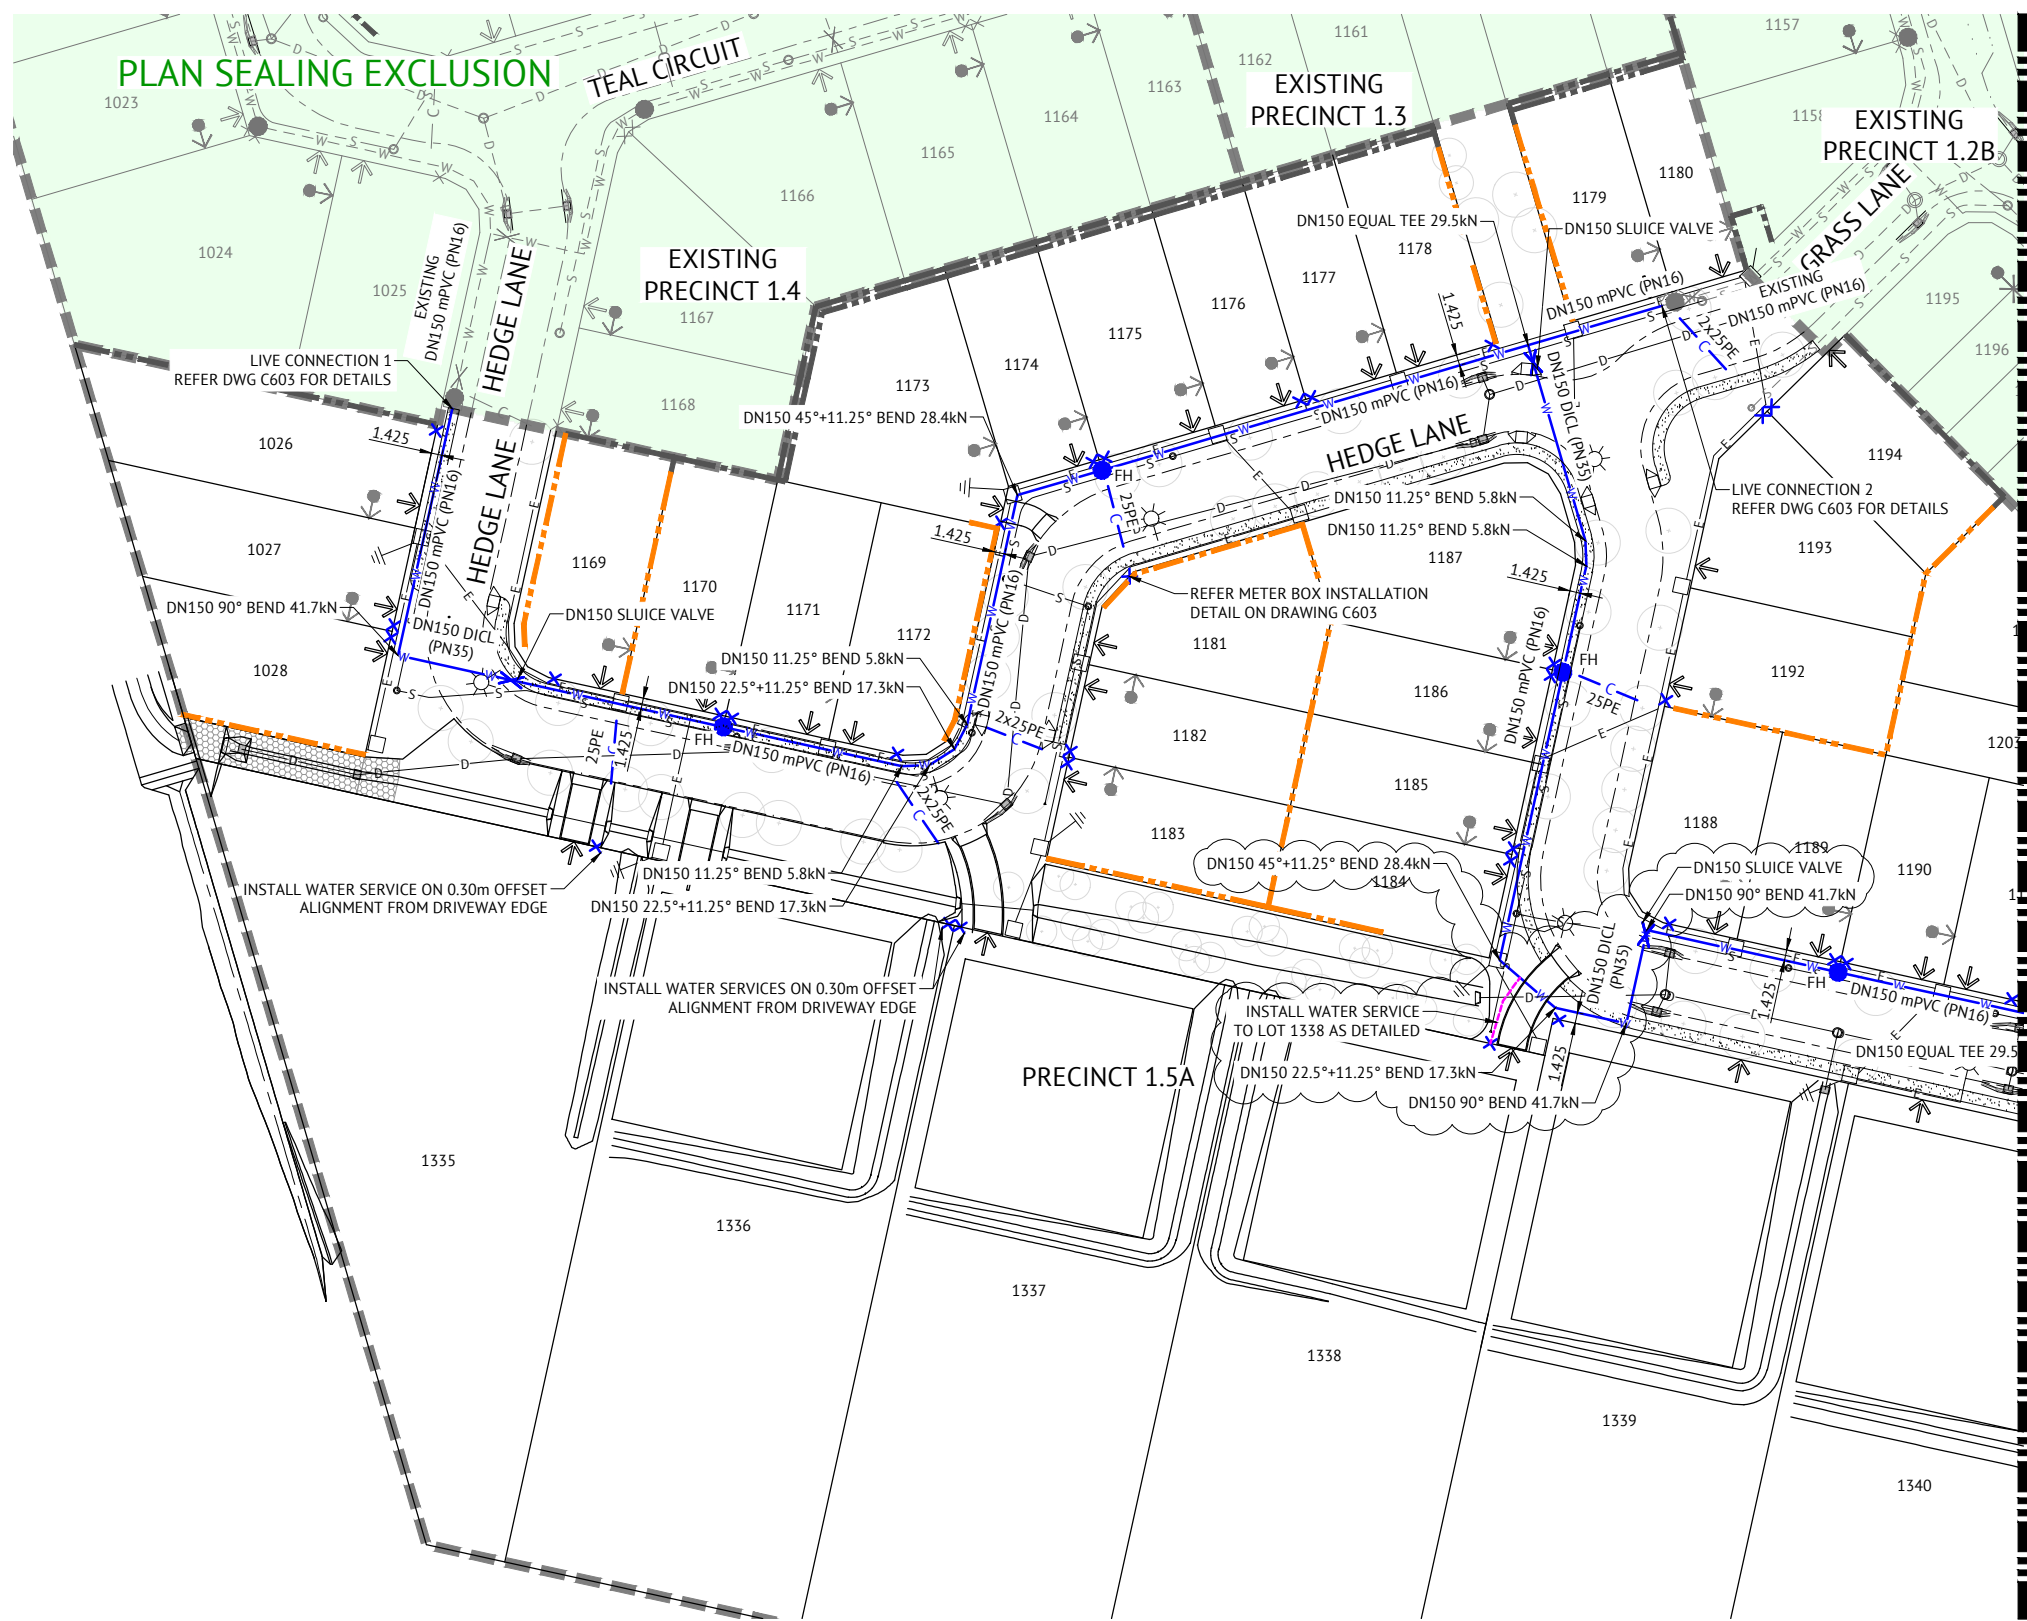 PLAN SEALING EXCLUSION
TEAL CIRCUIT
1023
1024
1025
1161
1162
1163
1164
1165
1166
1167
1168
1157
1158
1195
1196
EXISTING
PRECINCT 1.3
EXISTING
PRECINCT 1.2B
EXISTING
PRECINCT 1.4
GRASS LANE
EXISTING
DN150 mPVC (PN16)
HEDGE LANE
EXISTING
DN150 mPVC (PN16)
1180
1179
1178
1177
1176
1175
1174
1173
DN150 EQUAL TEE 29.5kN
DN150 SLUICE VALVE
DN150 mPVC (PN16)
1.425
2x25PE
LIVE CONNECTION 1
REFER DWG C603 FOR DETAILS
DN150 45°+11.25° BEND 28.4kN
DN150 mPVC (PN16)
HEDGE LANE
DN150 DICL (PN35)
FH
25PE
1026
1.425
1027
1028
HEDGE LANE
DN150 mPVC (PN16)
DN150 90° BEND 41.7kN
DN150 DICL
(PN35)
1169
1170
1171
1172
DN150 SLUICE VALVE
1.425
DN150 mPVC (PN16)
DN150 11.25° BEND 5.8kN
DN150 11.25° BEND 5.8kN
LIVE CONNECTION 2
REFER DWG C603 FOR DETAILS
1194
1193
1192
1187
1186
1185
1184
1183
1182
1181
1.425
REFER METER BOX INSTALLATION
DETAIL ON DRAWING C603
DN150 11.25° BEND 5.8kN
DN150 22.5°+11.25° BEND 17.3kN
2x25PE
DN150 mPVC (PN16)
FH
25PE
25PE
1.425
FH
DN150 mPVC (PN16)
2x25PE
DN150 11.25° BEND 5.8kN
DN150 22.5°+11.25° BEND 17.3kN
INSTALL WATER SERVICE ON 0.30m OFFSET
ALIGNMENT FROM DRIVEWAY EDGE
INSTALL WATER SERVICES ON 0.30m OFFSET
ALIGNMENT FROM DRIVEWAY EDGE
1188
1189
1190
1203
DN150 45°+11.25° BEND 28.4kN
DN150 SLUICE VALVE
DN150 90° BEND 41.7kN
DN150 DICL
(PN35)
1.425
FH
DN150 mPVC (PN16)
DN150 EQUAL TEE 29.5
INSTALL WATER SERVICE
TO LOT 1338 AS DETAILED
DN150 22.5°+11.25° BEND 17.3kN
1.425
DN150 90° BEND 41.7kN
PRECINCT 1.5A
1335
1336
1337
1338
1339
1340